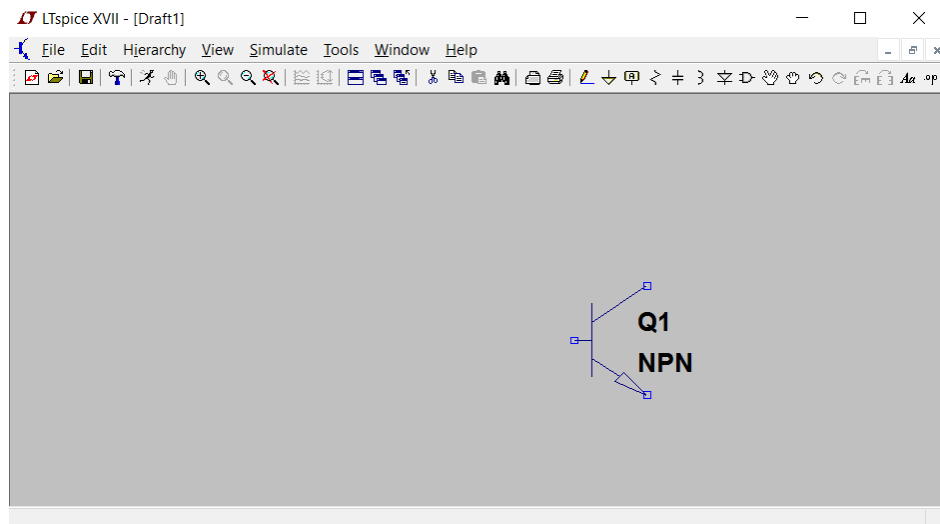 LTspice XVII - [Draft1]
File Edit Hierarchy View Simulate Tools Window Help
Aa .op
Q1
NPN